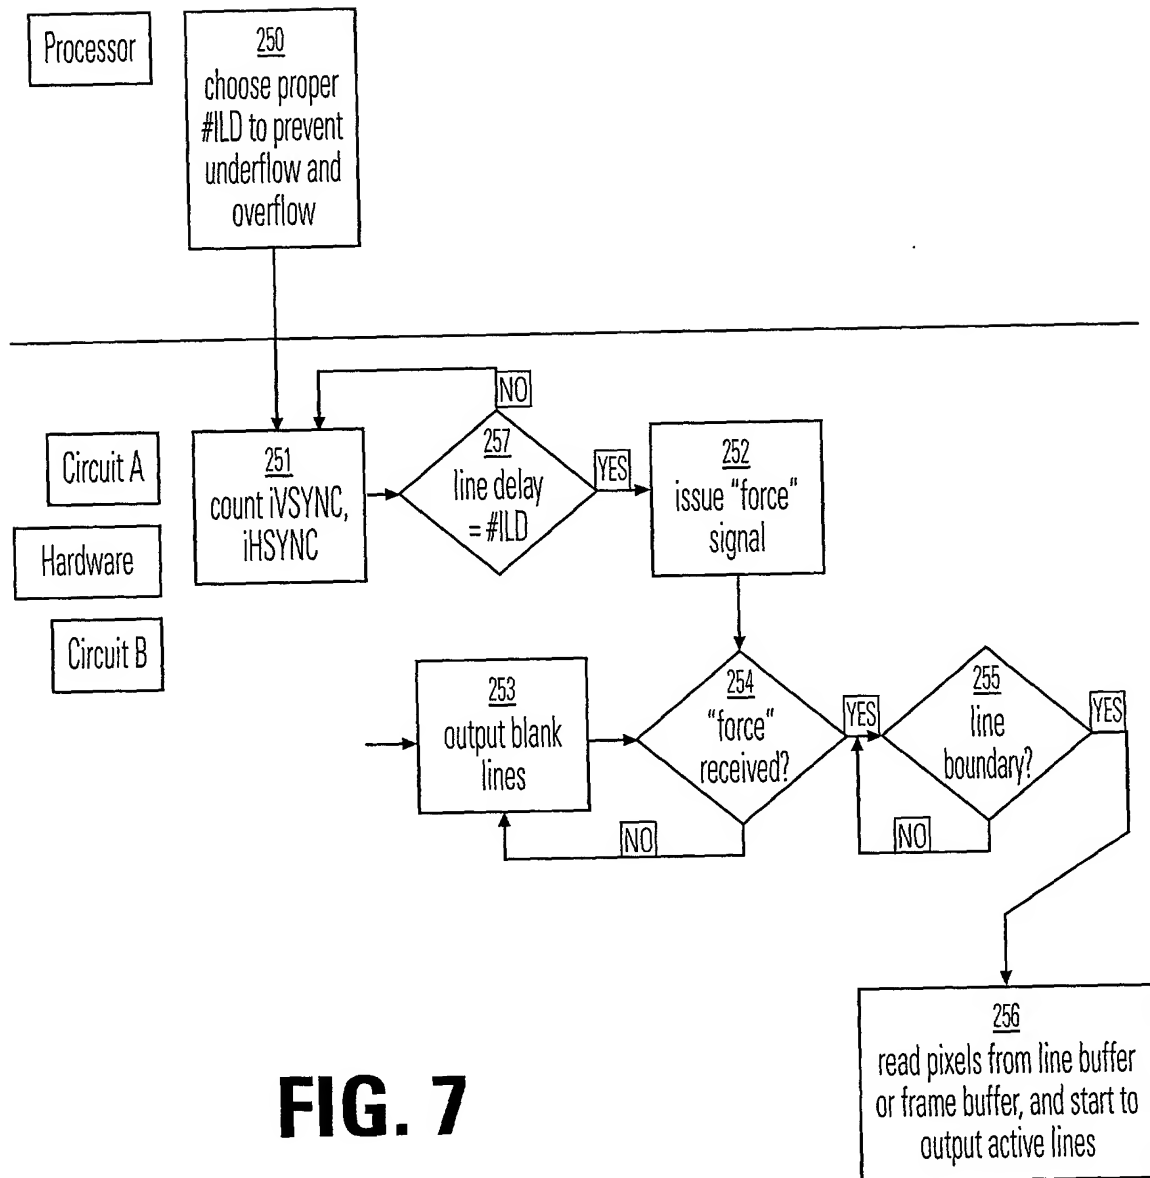 Processor
250
choose proper
#ILD to prevent
underflow and
overflow
NO
Circuit A
251
count iVSYNC,
iHSYNC
257
line delay
= #ILD
YES
252
issue "force"
signal
Hardware
Circuit B
253
output blank
lines
254
"force"
received?
YES
255
line
boundary?
YES
NO
NO
256
read pixels from line buffer
or frame buffer, and start to
output active lines
FIG. 7